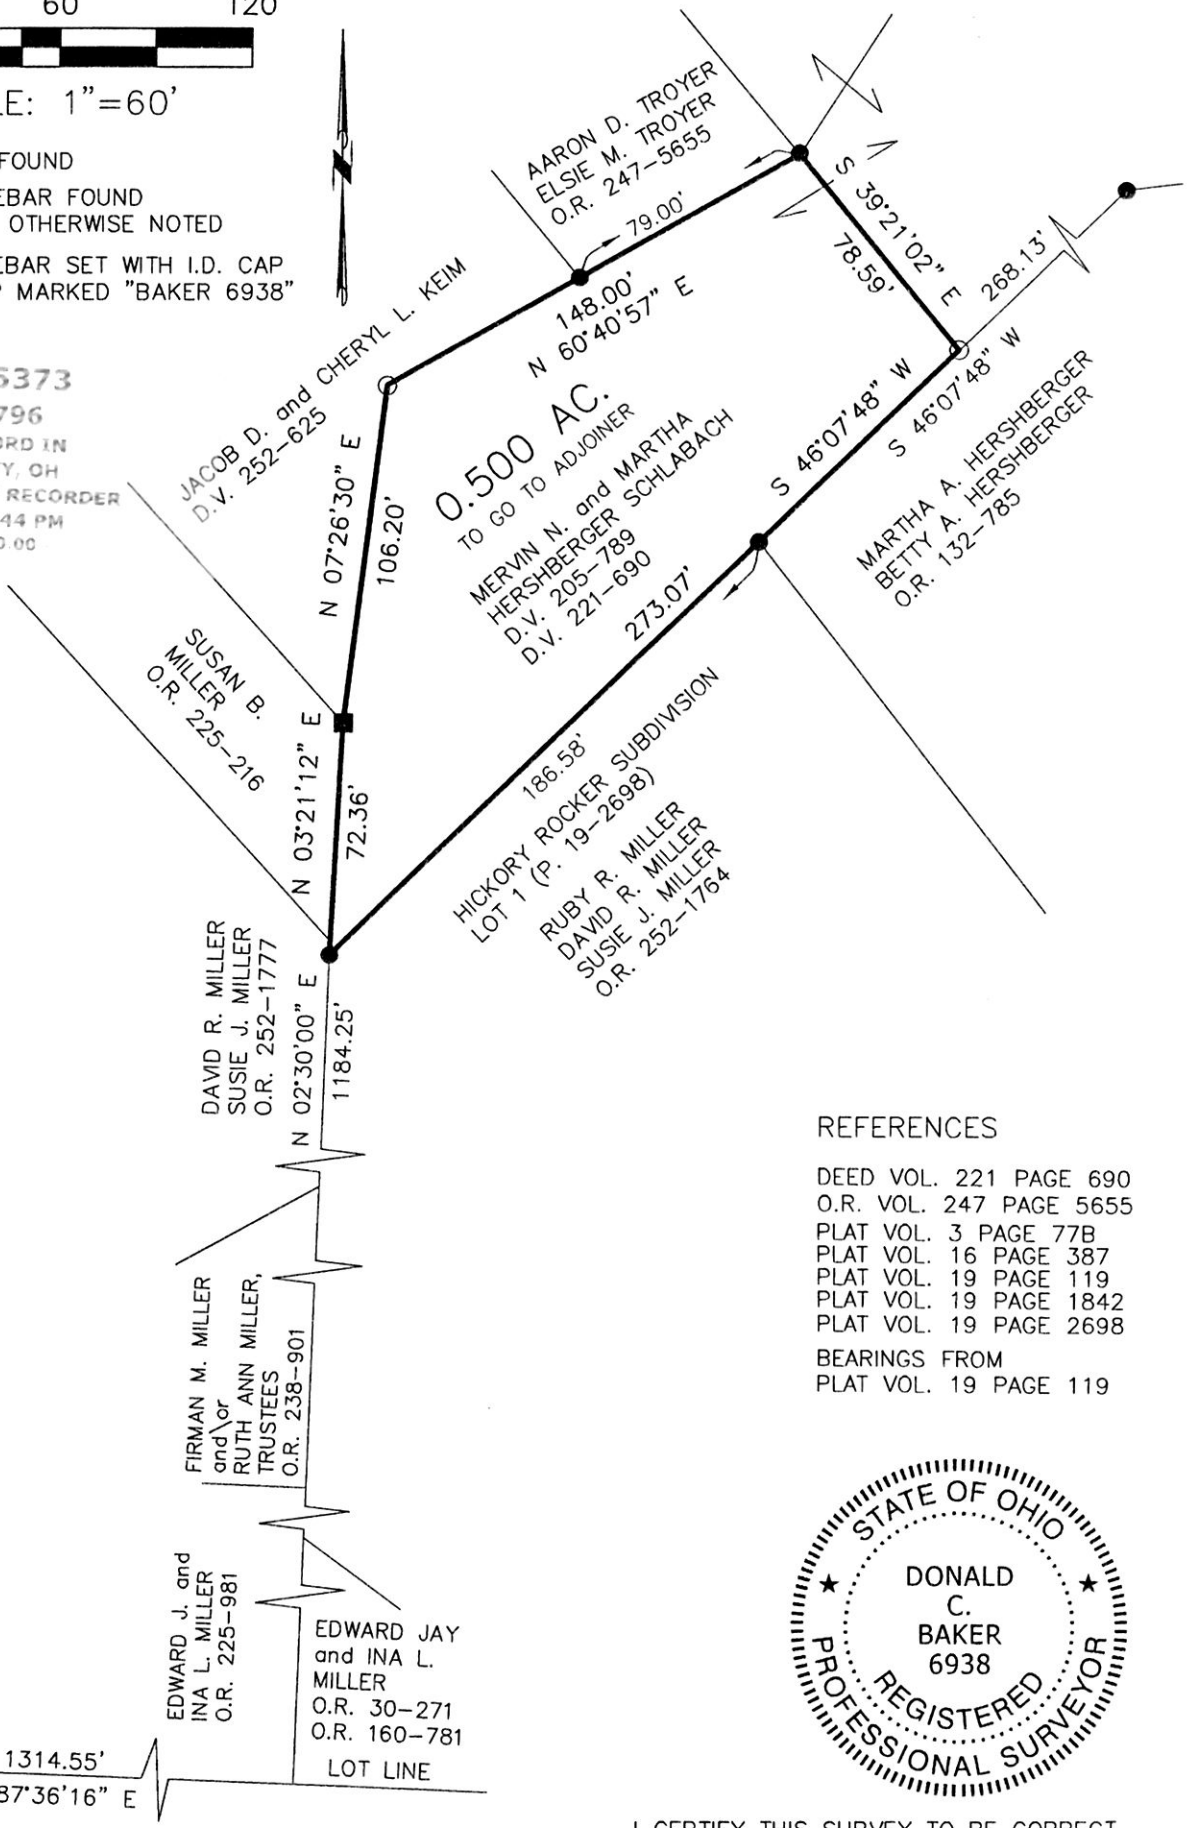 60 120
LE: 1"=60'
FOUND
EBAR FOUND
OTHERWISE NOTED
EBAR SET WITH I.D. CAP
P MARKED "BAKER 6938"
5373
796
ORD IN
Y, OH
RECORDER
44 PM
0.00
AARON D. TROYER
ELSIE M. TROYER
O.R. 247-5655
79.00'
148.00'
N 60°40'57" E
S 39°21'02" E
78.59'
268.13'
S 46°07'48" W
S 46°07'48" W
JACOB D. and CHERYL L. KEIM
D.V. 252-625
N 07°26'30" E
106.20'
0.500 AC.
TO GO TO ADJOINER
MERVIN N. and MARTHA
HERSHBERGER SCHLABACH
D.V. 205-789
D.V. 221-690
273.07'
MARTHA A. HERSHBERGER
BETTY A. HERSHBERGER
O.R. 132-785
SUSAN B.
MILLER
O.R. 225-216
N 03°21'12" E
72.36'
186.58'
HICKORY ROCKER SUBDIVISION
LOT 1 (P. 19-2698)
RUBY R. MILLER
DAVID R. MILLER
SUSIE J. MILLER
O.R. 252-1764
DAVID R. MILLER
SUSIE J. MILLER
O.R. 252-1777
N 02°30'00" E
1184.25'
REFERENCES
DEED VOL. 221 PAGE 690
O.R. VOL. 247 PAGE 5655
PLAT VOL. 3 PAGE 77B
PLAT VOL. 16 PAGE 387
PLAT VOL. 19 PAGE 119
PLAT VOL. 19 PAGE 1842
PLAT VOL. 19 PAGE 2698
BEARINGS FROM
PLAT VOL. 19 PAGE 119
FIRMAN M. MILLER
and\or
RUTH ANN MILLER,
TRUSTEES
O.R. 238-901
EDWARD J. and
INA L. MILLER
O.R. 225-981
EDWARD JAY
and INA L.
MILLER
O.R. 30-271
O.R. 160-781
LOT LINE
1314.55'
87°36'16" E
STATE OF OHIO
DONALD
C.
BAKER
6938
REGISTERED
PROFESSIONAL SURVEYOR
I CERTIFY THIS SURVEY TO BE CORRECT